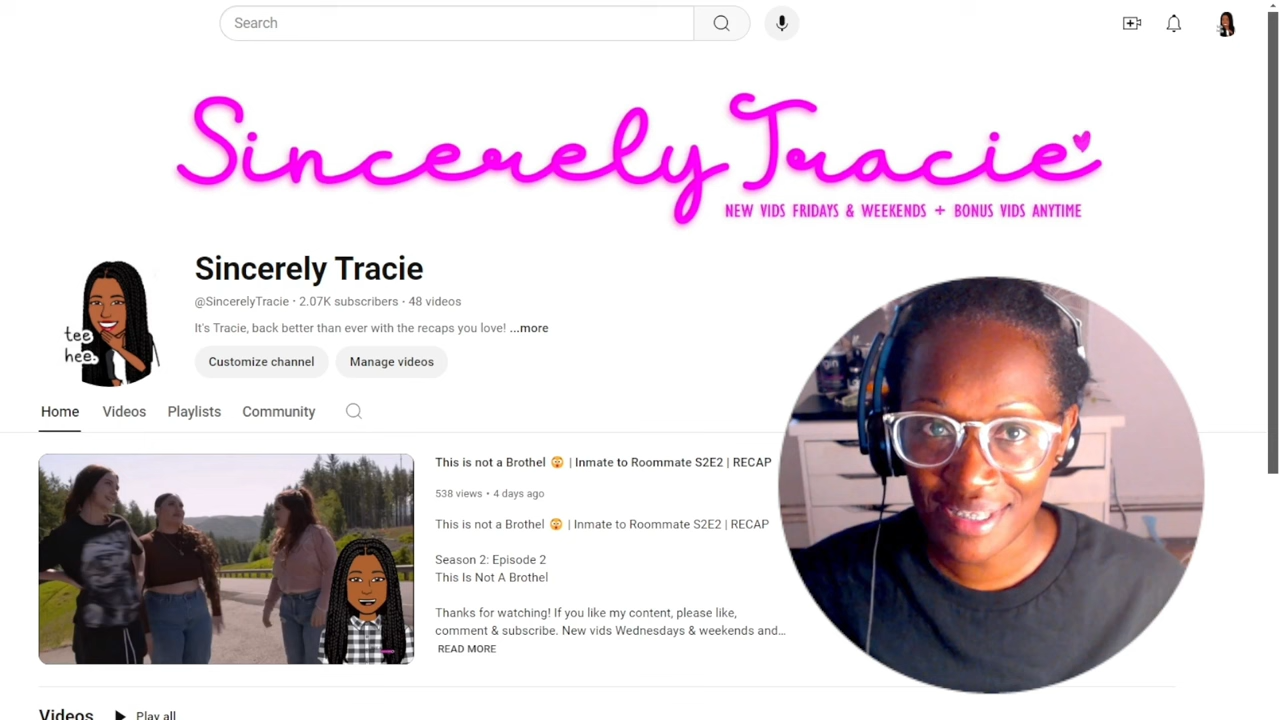 Search
Sincerely Tracie
NEW VIDS FRIDAYS & WEEKENDS + BONUS VIDS ANYTIME
tee
hee.
Sincerely Tracie
@SincerelyTracie · 2.07K subscribers · 48 videos
It's Tracie, back better than ever with the recaps you love! ...more
Customize channel Manage videos
Home Videos Playlists Community
This is not a Brothel 🤯 | Inmate to Roommate S2E2 | RECAP
538 views • 4 days ago
This is not a Brothel 🤯 | Inmate to Roommate S2E2 | RECAP
Season 2: Episode 2
This Is Not A Brothel
Thanks for watching! If you like my content, please like,
comment & subscribe. New vids Wednesdays & weekends and...
READ MORE
Videos Play all